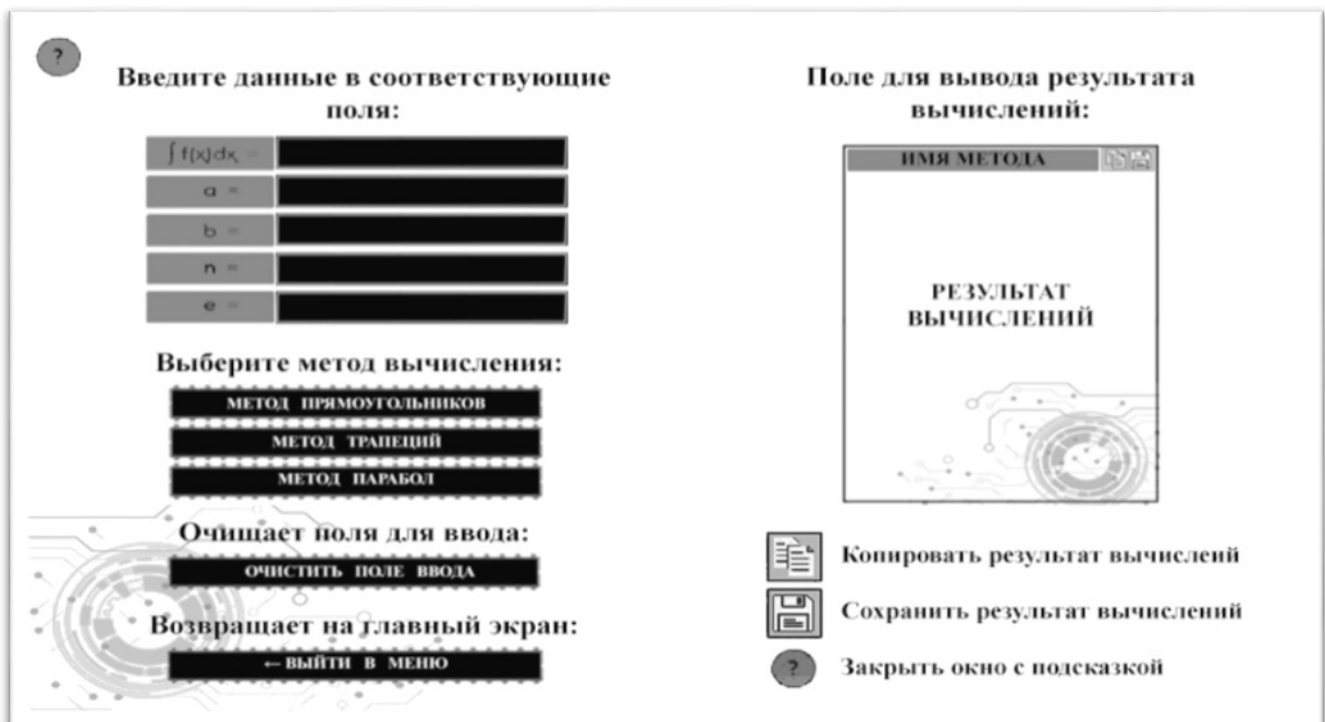 ?
Введите данные в соответствующие
поля:
∫ f(x)dx =
a =
b =
n =
e =
Выберите метод вычисления:
МЕТОД ПРЯМОУГОЛЬНИКОВ
МЕТОД ТРАПЕЦИЙ
МЕТОД ПАРАБОЛ
Очищает поля для ввода:
ОЧИСТИТЬ ПОЛЕ ВВОДА
Возвращает на главный экран:
← ВЫЙТИ В МЕНЮ
Поле для вывода результата
вычислений:
ИМЯ МЕТОДА
РЕЗУЛЬТАТ
ВЫЧИСЛЕНИЙ
Копировать результат вычислеий
Сохранить результат вычислений
? Закрыть окно с подсказкой